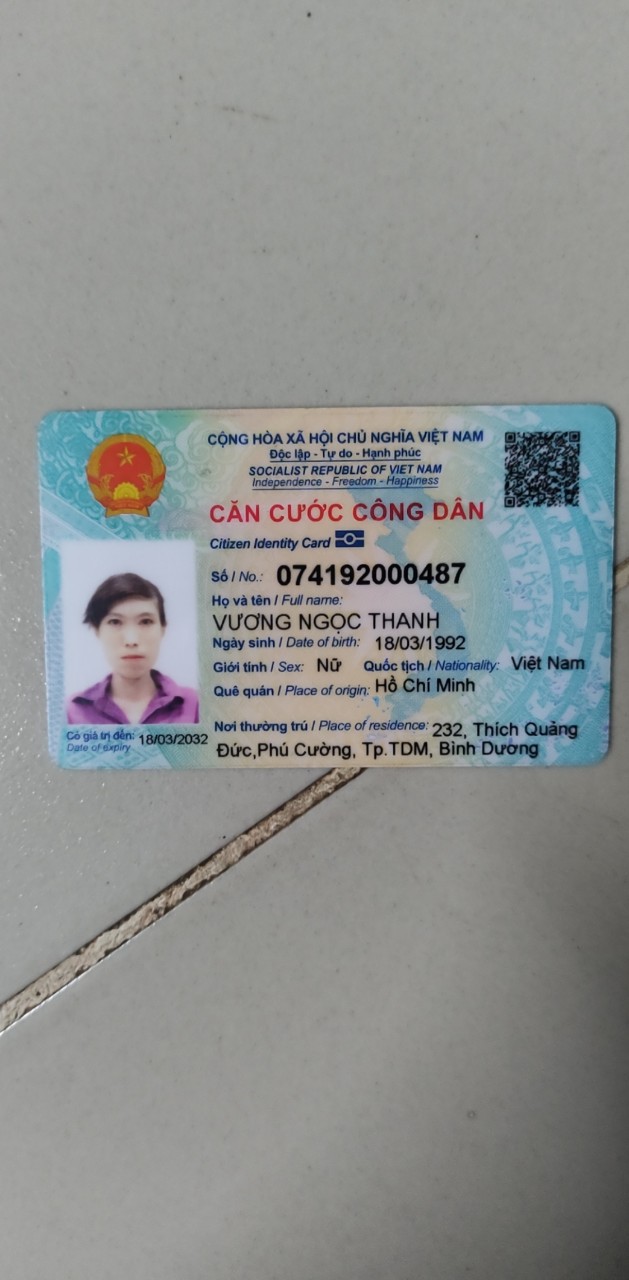 CỘNG HÒA XÃ HỘI CHỦ NGHĨA VIỆT NAM
Độc lập - Tự do - Hạnh phúc
SOCIALIST REPUBLIC OF VIET NAM
Independence - Freedom - Happiness
CĂN CƯỚC CÔNG DÂN
Citizen Identity Card
Số / No.: 074192000487
Họ và tên / Full name:
VƯƠNG NGỌC THANH
Ngày sinh / Date of birth: 18/03/1992
Giới tính / Sex: Nữ Quốc tịch / Nationality: Việt Nam
Quê quán / Place of origin: Hồ Chí Minh
Nơi thường trú / Place of residence: 232, Thích Quảng
Đức,Phú Cường, Tp.TDM, Bình Dương
Có giá trị đến: 18/03/2032
Date of expiry